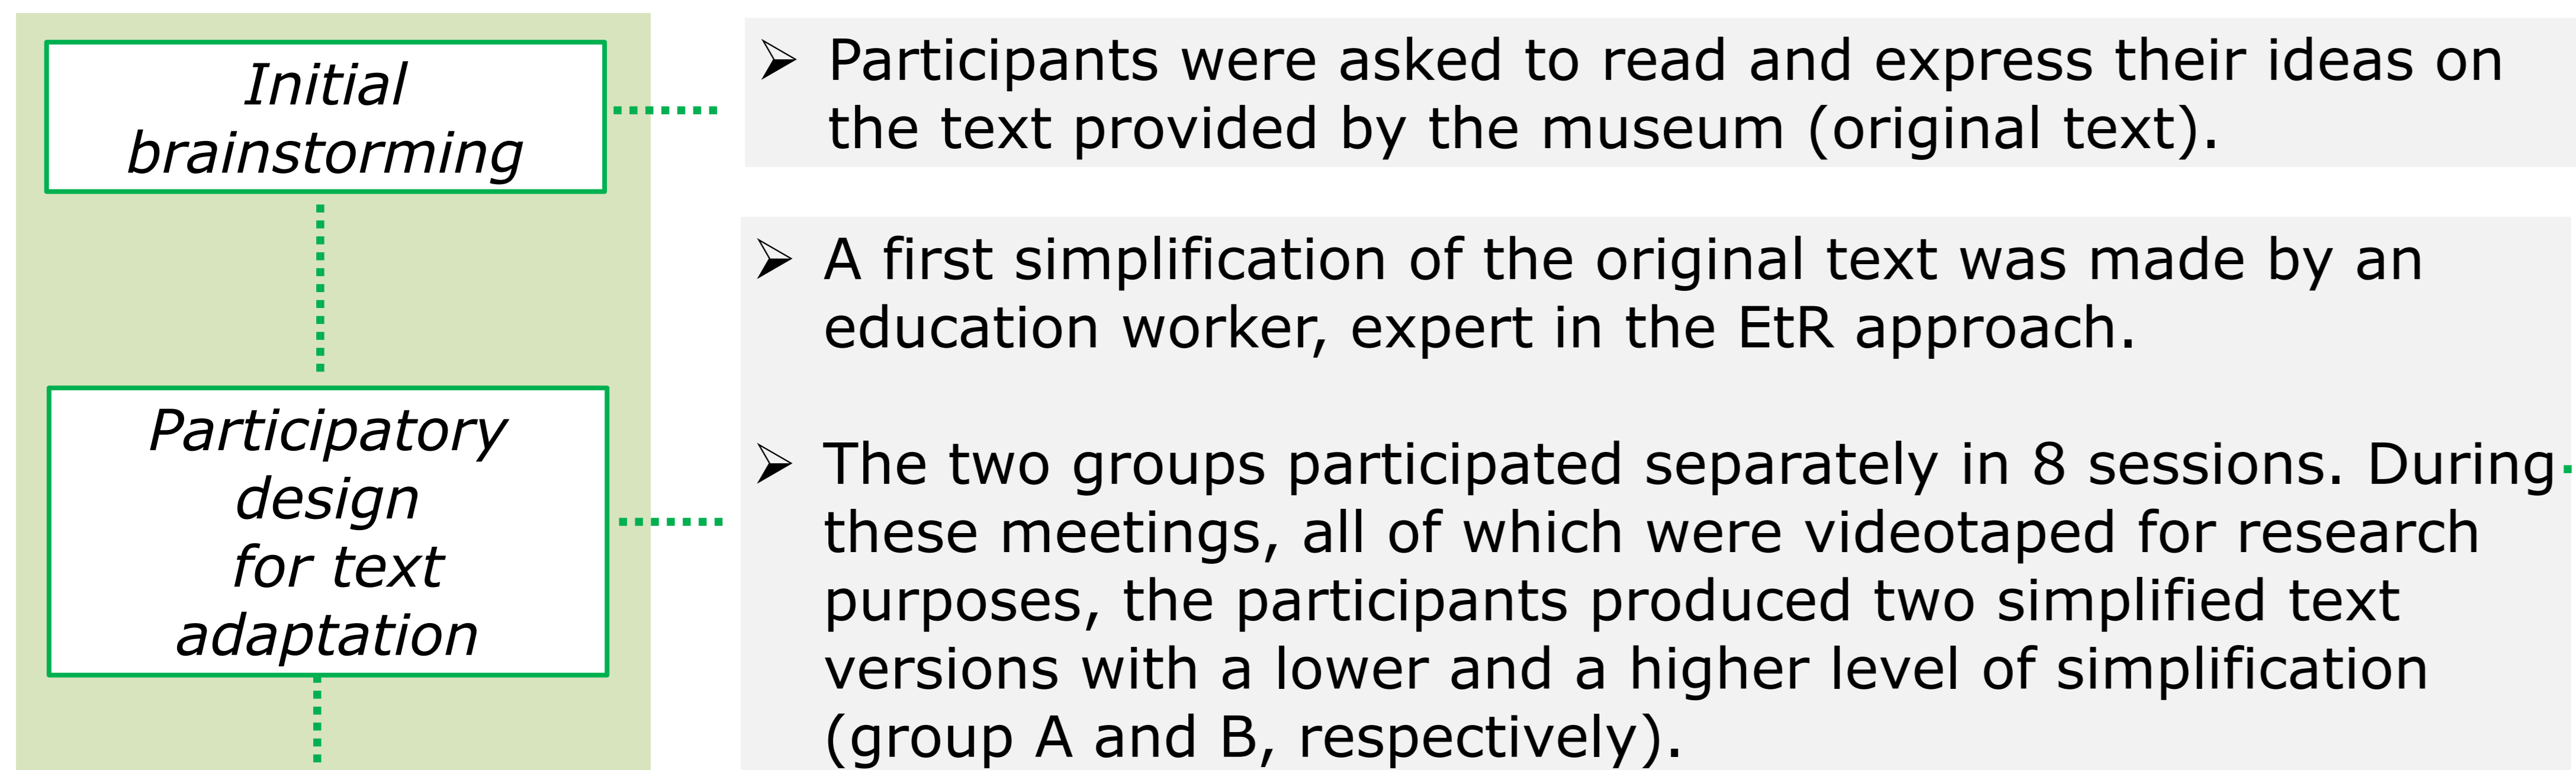 Initial
brainstorming
➢ Participants were asked to read and express their ideas on
the text provided by the museum (original text).
Participatory
design
for text
adaptation
➢ A first simplification of the original text was made by an
education worker, expert in the EtR approach.
➢ The two groups participated separately in 8 sessions. During
these meetings, all of which were videotaped for research
purposes, the participants produced two simplified text
versions with a lower and a higher level of simplification
(group A and B, respectively).